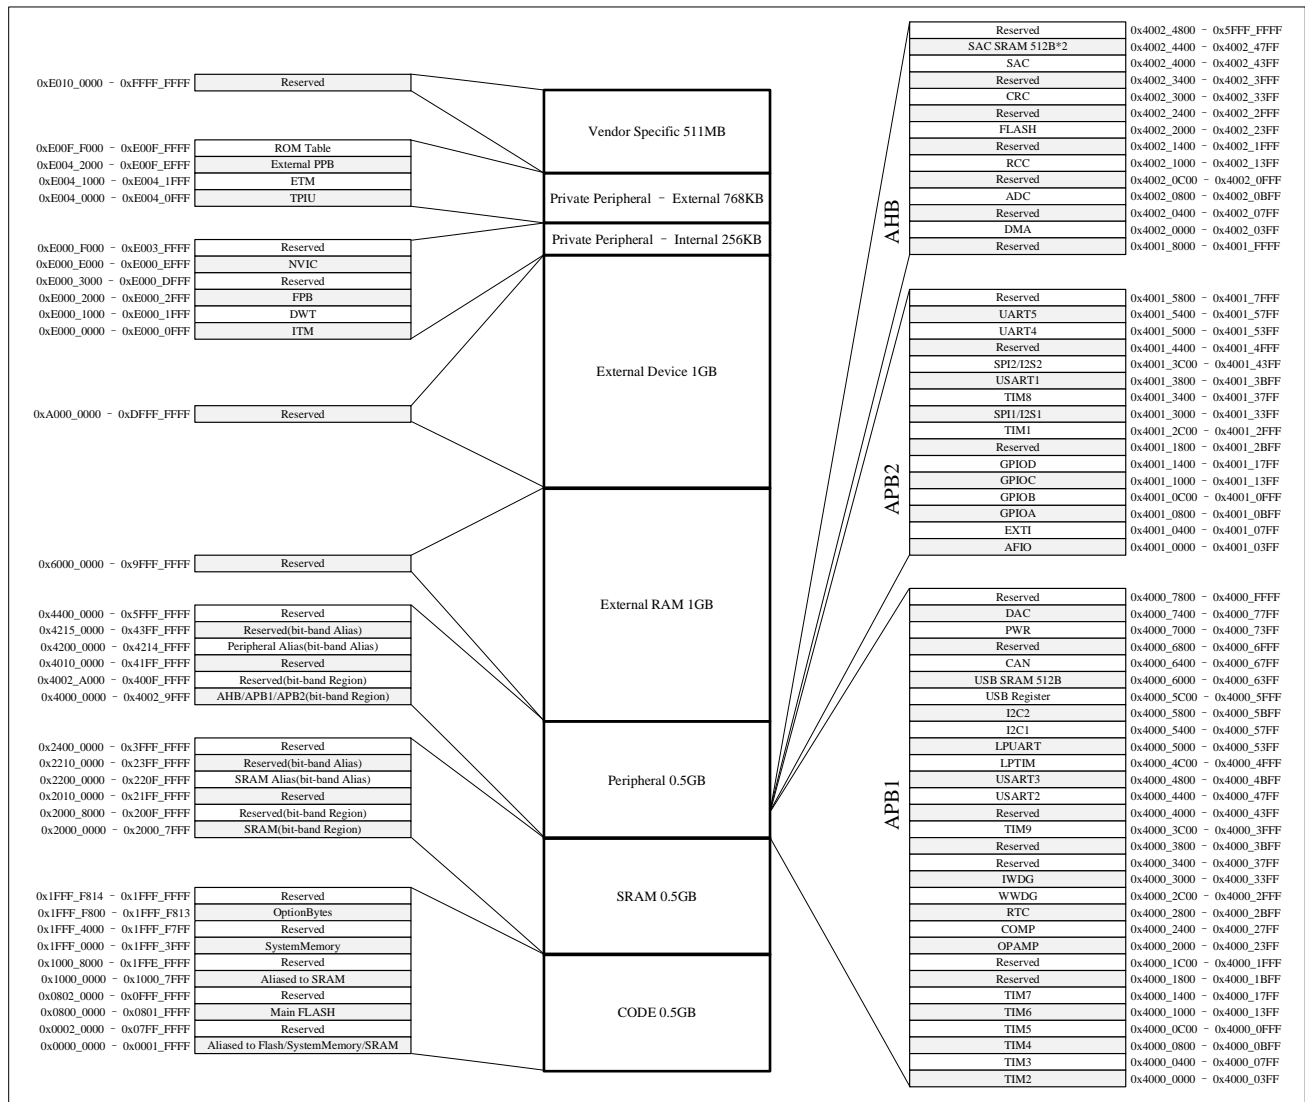 0xE010_0000 - 0xFFFF_FFFF Reserved
0xE00F_F000 - 0xE00F_FFFF ROM Table
0xE004_2000 - 0xE00F_EFFF External PPB
0xE004_1000 - 0xE004_1FFF ETM
0xE004_0000 - 0xE004_0FFF TPIU
0xE000_F000 - 0xE003_FFFF Reserved
0xE000_E000 - 0xE000_EFFF NVIC
0xE000_3000 - 0xE000_DFFF Reserved
0xE000_2000 - 0xE000_2FFF FPB
0xE000_1000 - 0xE000_1FFF DWT
0xE000_0000 - 0xE000_0FFF ITM
0xA000_0000 - 0xDFFF_FFFF Reserved
0x6000_0000 - 0x9FFF_FFFF Reserved
0x4400_0000 - 0x5FFF_FFFF Reserved
0x4215_0000 - 0x43FF_FFFF Reserved(bit-band Alias)
0x4200_0000 - 0x4214_FFFF Peripheral Alias(bit-band Alias)
0x4010_0000 - 0x41FF_FFFF Reserved
0x4002_A000 - 0x400F_FFFF Reserved(bit-band Region)
0x4000_0000 - 0x4002_9FFF AHB/APB1/APB2(bit-band Region)
0x2400_0000 - 0x3FFF_FFFF Reserved
0x2210_0000 - 0x23FF_FFFF Reserved(bit-band Alias)
0x2200_0000 - 0x220F_FFFF SRAM Alias(bit-band Alias)
0x2010_0000 - 0x21FF_FFFF Reserved
0x2000_8000 - 0x200F_FFFF Reserved(bit-band Region)
0x2000_0000 - 0x2000_7FFF SRAM(bit-band Region)
0x1FFF_F814 - 0x1FFF_FFFF Reserved
0x1FFF_F800 - 0x1FFF_F813 OptionBytes
0x1FFF_4000 - 0x1FFF_F7FF Reserved
0x1FFF_0000 - 0x1FFF_3FFF SystemMemory
0x1000_8000 - 0x1FFE_FFFF Reserved
0x1000_0000 - 0x1000_7FFF Aliased to SRAM
0x0802_0000 - 0x0FFF_FFFF Reserved
0x0800_0000 - 0x0801_FFFF Main FLASH
0x0002_0000 - 0x07FF_FFFF Reserved
0x0000_0000 - 0x0001_FFFF Aliased to Flash/SystemMemory/SRAM
Vendor Specific 511MB
Private Peripheral - External 768KB
Private Peripheral - Internal 256KB
External Device 1GB
External RAM 1GB
Peripheral 0.5GB
SRAM 0.5GB
CODE 0.5GB
AHB
Reserved 0x4002_4800 - 0x5FFF_FFFF
SAC SRAM 512B*2 0x4002_4400 - 0x4002_47FF
SAC 0x4002_4000 - 0x4002_43FF
Reserved 0x4002_3400 - 0x4002_3FFF
CRC 0x4002_3000 - 0x4002_33FF
Reserved 0x4002_2400 - 0x4002_2FFF
FLASH 0x4002_2000 - 0x4002_23FF
Reserved 0x4002_1400 - 0x4002_1FFF
RCC 0x4002_1000 - 0x4002_13FF
Reserved 0x4002_0C00 - 0x4002_0FFF
ADC 0x4002_0800 - 0x4002_0BFF
Reserved 0x4002_0400 - 0x4002_07FF
DMA 0x4002_0000 - 0x4002_03FF
Reserved 0x4001_8000 - 0x4001_FFFF
APB2
Reserved 0x4001_5800 - 0x4001_7FFF
UART5 0x4001_5400 - 0x4001_57FF
UART4 0x4001_5000 - 0x4001_53FF
Reserved 0x4001_4400 - 0x4001_4FFF
SPI2/I2S2 0x4001_3C00 - 0x4001_43FF
USART1 0x4001_3800 - 0x4001_3BFF
TIM8 0x4001_3400 - 0x4001_37FF
SPI1/I2S1 0x4001_3000 - 0x4001_33FF
TIM1 0x4001_2C00 - 0x4001_2FFF
Reserved 0x4001_1800 - 0x4001_2BFF
GPIOD 0x4001_1400 - 0x4001_17FF
GPIOC 0x4001_1000 - 0x4001_13FF
GPIOB 0x4001_0C00 - 0x4001_0FFF
GPIOA 0x4001_0800 - 0x4001_0BFF
EXTI 0x4001_0400 - 0x4001_07FF
AFIO 0x4001_0000 - 0x4001_03FF
APB1
Reserved 0x4000_7800 - 0x4000_FFFF
DAC 0x4000_7400 - 0x4000_77FF
PWR 0x4000_7000 - 0x4000_73FF
Reserved 0x4000_6800 - 0x4000_6FFF
CAN 0x4000_6400 - 0x4000_67FF
USB SRAM 512B 0x4000_6000 - 0x4000_63FF
USB Register 0x4000_5C00 - 0x4000_5FFF
I2C2 0x4000_5800 - 0x4000_5BFF
I2C1 0x4000_5400 - 0x4000_57FF
LPUART 0x4000_5000 - 0x4000_53FF
LPTIM 0x4000_4C00 - 0x4000_4FFF
USART3 0x4000_4800 - 0x4000_4BFF
USART2 0x4000_4400 - 0x4000_47FF
Reserved 0x4000_4000 - 0x4000_43FF
TIM9 0x4000_3C00 - 0x4000_3FFF
Reserved 0x4000_3800 - 0x4000_3BFF
Reserved 0x4000_3400 - 0x4000_37FF
IWDG 0x4000_3000 - 0x4000_33FF
WWDG 0x4000_2C00 - 0x4000_2FFF
RTC 0x4000_2800 - 0x4000_2BFF
COMP 0x4000_2400 - 0x4000_27FF
OPAMP 0x4000_2000 - 0x4000_23FF
Reserved 0x4000_1C00 - 0x4000_1FFF
Reserved 0x4000_1800 - 0x4000_1BFF
TIM7 0x4000_1400 - 0x4000_17FF
TIM6 0x4000_1000 - 0x4000_13FF
TIM5 0x4000_0C00 - 0x4000_0FFF
TIM4 0x4000_0800 - 0x4000_0BFF
TIM3 0x4000_0400 - 0x4000_07FF
TIM2 0x4000_0000 - 0x4000_03FF